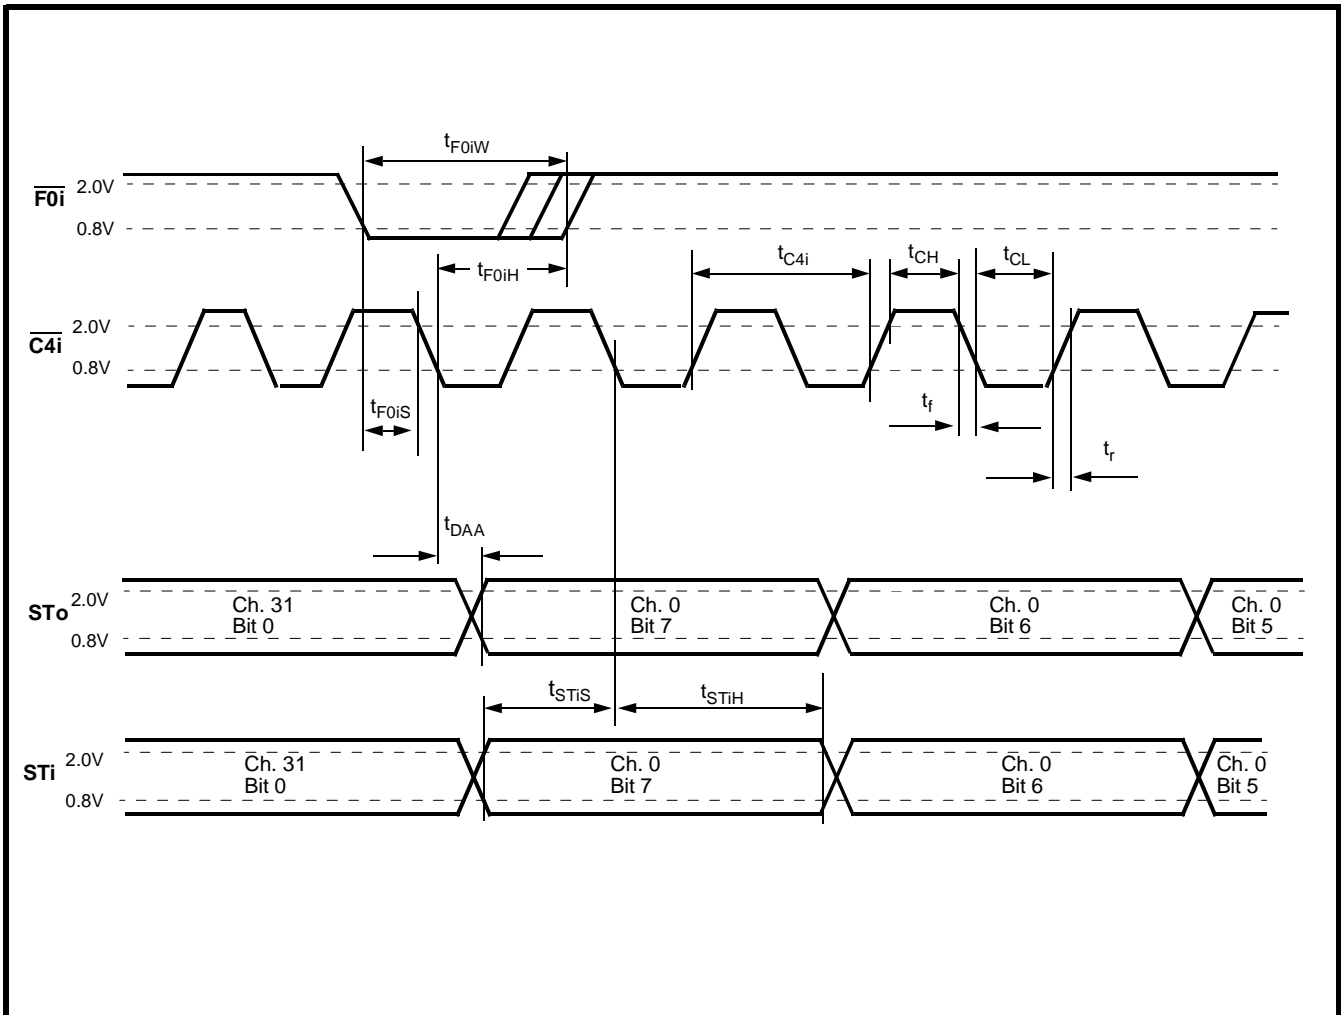 tF0iW
F0i
2.0V
0.8V
tF0iH
tC4i
tCH
tCL
C4i
2.0V
0.8V
tF0iS
tf
tr
tDAA
STo
2.0V
0.8V
Ch. 31
Bit 0
Ch. 0
Bit 7
Ch. 0
Bit 6
Ch. 0
Bit 5
tSTiS
tSTiH
STi
2.0V
0.8V
Ch. 31
Bit 0
Ch. 0
Bit 7
Ch. 0
Bit 6
Ch. 0
Bit 5